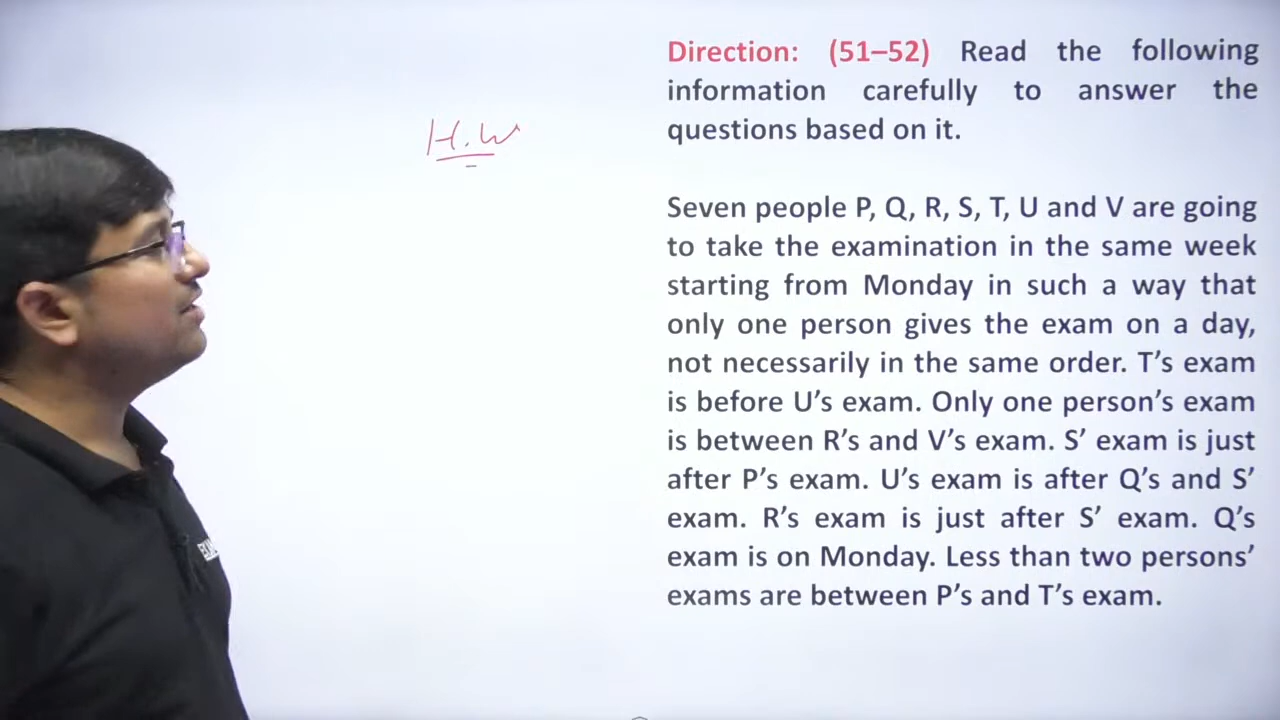 Direction: (51–52) Read the following
information carefully to answer the
questions based on it.
H.W
Seven people P, Q, R, S, T, U and V are going
to take the examination in the same week
starting from Monday in such a way that
only one person gives the exam on a day,
not necessarily in the same order. T's exam
is before U's exam. Only one person's exam
is between R's and V's exam. S' exam is just
after P's exam. U's exam is after Q's and S'
exam. R's exam is just after S' exam. Q's
exam is on Monday. Less than two persons'
exams are between P's and T's exam.